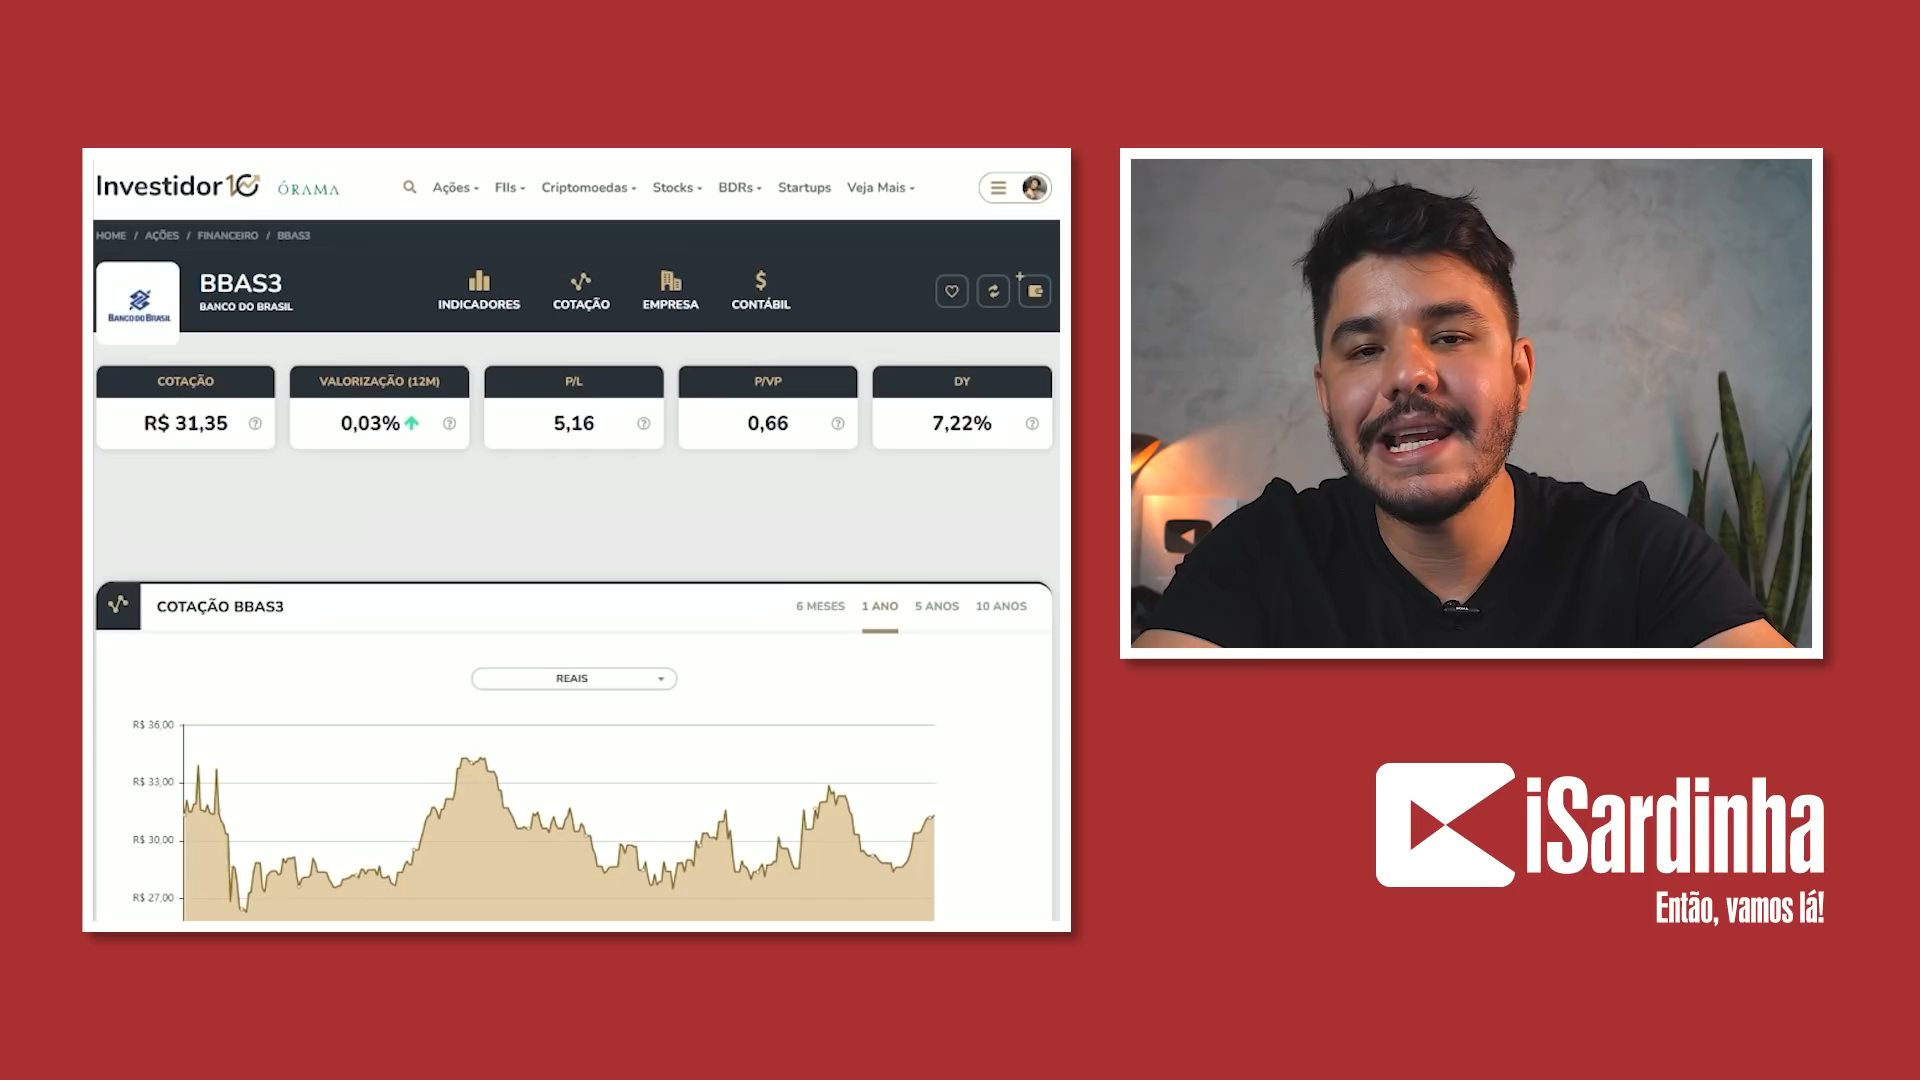 Investidor10 ÓRAMA Ações FIIs Criptomoedas Stocks BDRs Startups Veja Mais
HOME / AÇÕES / FINANCEIRO / BBAS3
BANCO DO BRASIL
BBAS3
BANCO DO BRASIL
INDICADORES COTAÇÃO EMPRESA CONTÁBIL
COTAÇÃO VALORIZAÇÃO (12M) P/L P/VP DY
R$ 31,35 0,03% 5,16 0,66 7,22%
COTAÇÃO BBAS3 6 MESES 1 ANO 5 ANOS 10 ANOS
REAIS
R$ 36,00
R$ 33,00
R$ 30,00
R$ 27,00
iSardinha
Então, vamos lá!